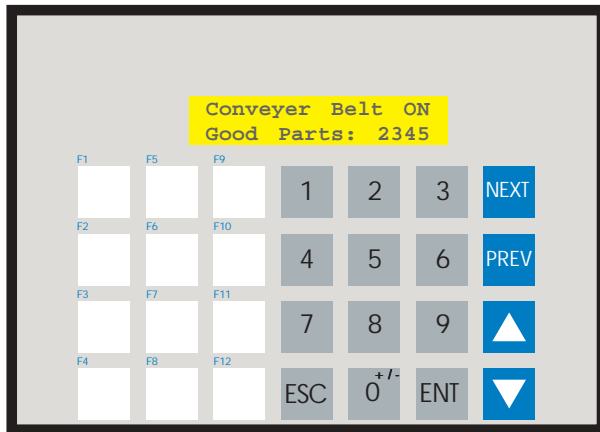 Conveyer Belt ON
Good Parts: 2345
F1 F5 F9
1 2 3 NEXT
F2 F6 F10
4 5 6 PREV
F3 F7 F11
7 8 9
F4 F8 F12
ESC 0 +/- ENT